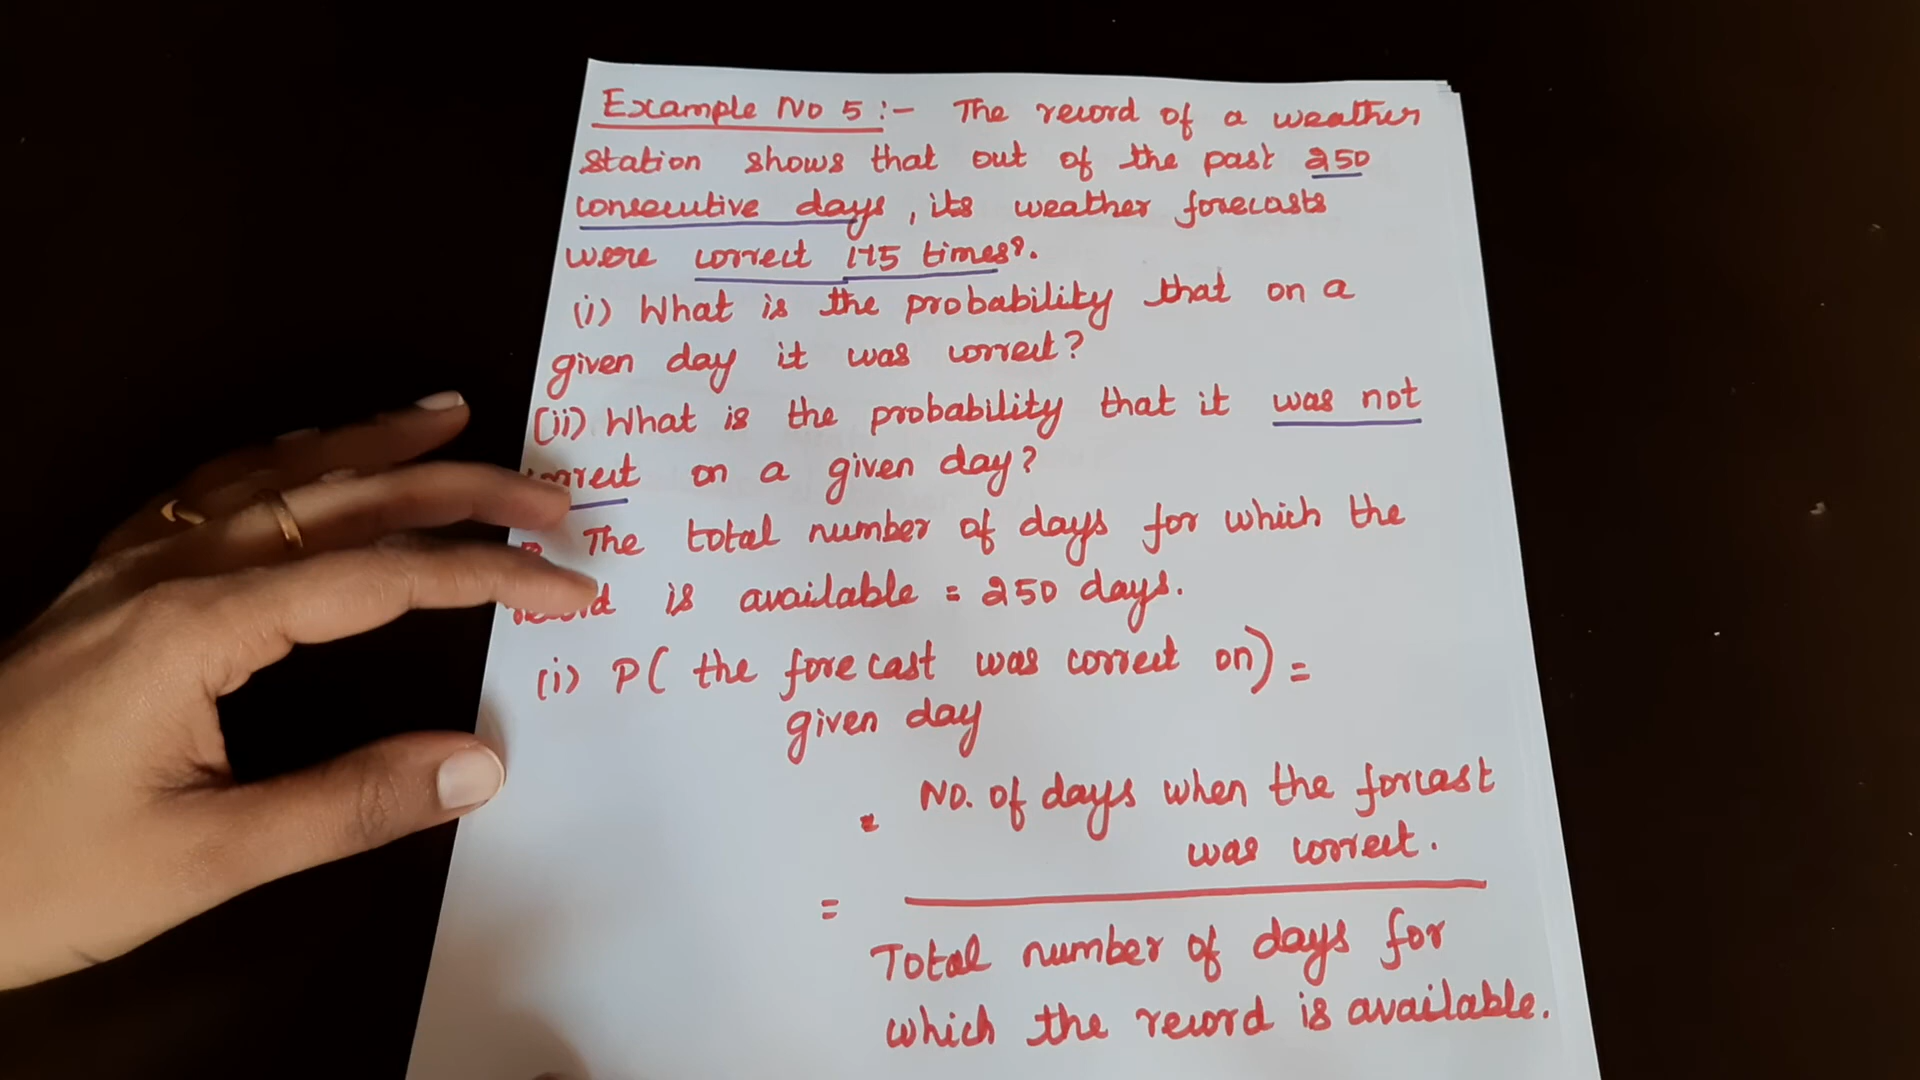 Example No 5 :- The record of a weather
station shows that out of the past 250
consecutive days, its weather forecasts
were correct 175 times?.
(i) What is the probability that on a
given day it was correct?
(ii) What is the probability that it was not
correct on a given day?
The total number of days for which the
record is available = 250 days.
(i) P( the forecast was correct on) =
given day
= No. of days when the forcast
was correct.
=
Total number of days for
which the record is available.